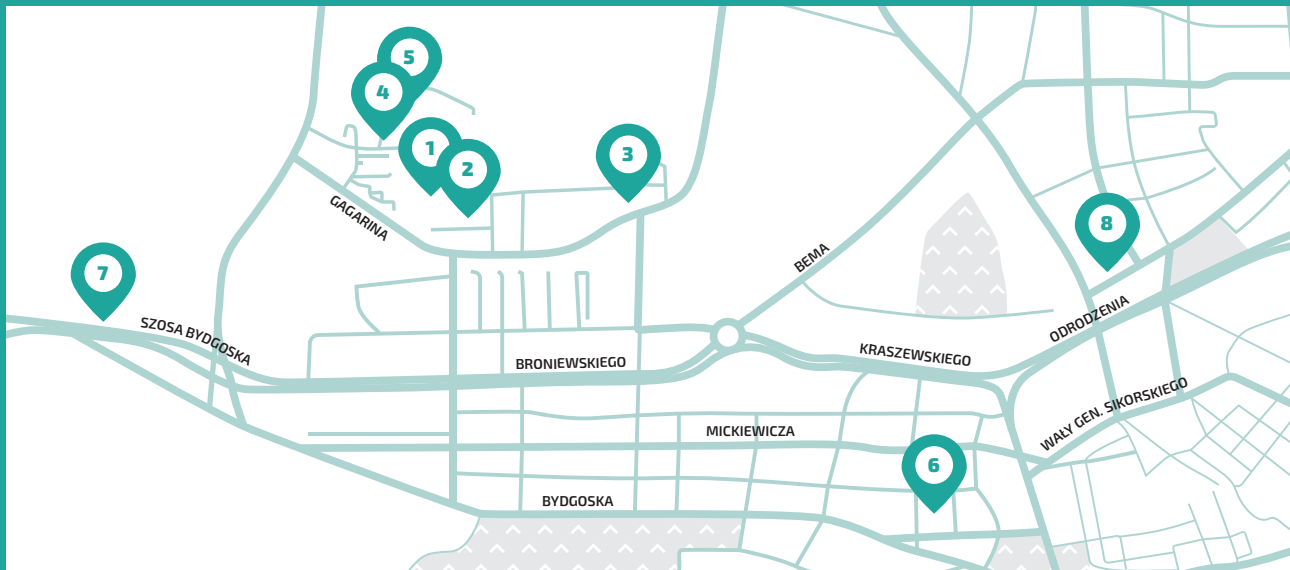 5
4
1
2
3
GAGARINA
8
7
BEMA
SZOSA BYDGOSKA
ODRODZENIA
BRONIEWSKIEGO
KRASZEWSKIEGO
WAŁY GEN. SIKORSKIEGO
MICKIEWICZA
6
BYDGOSKA